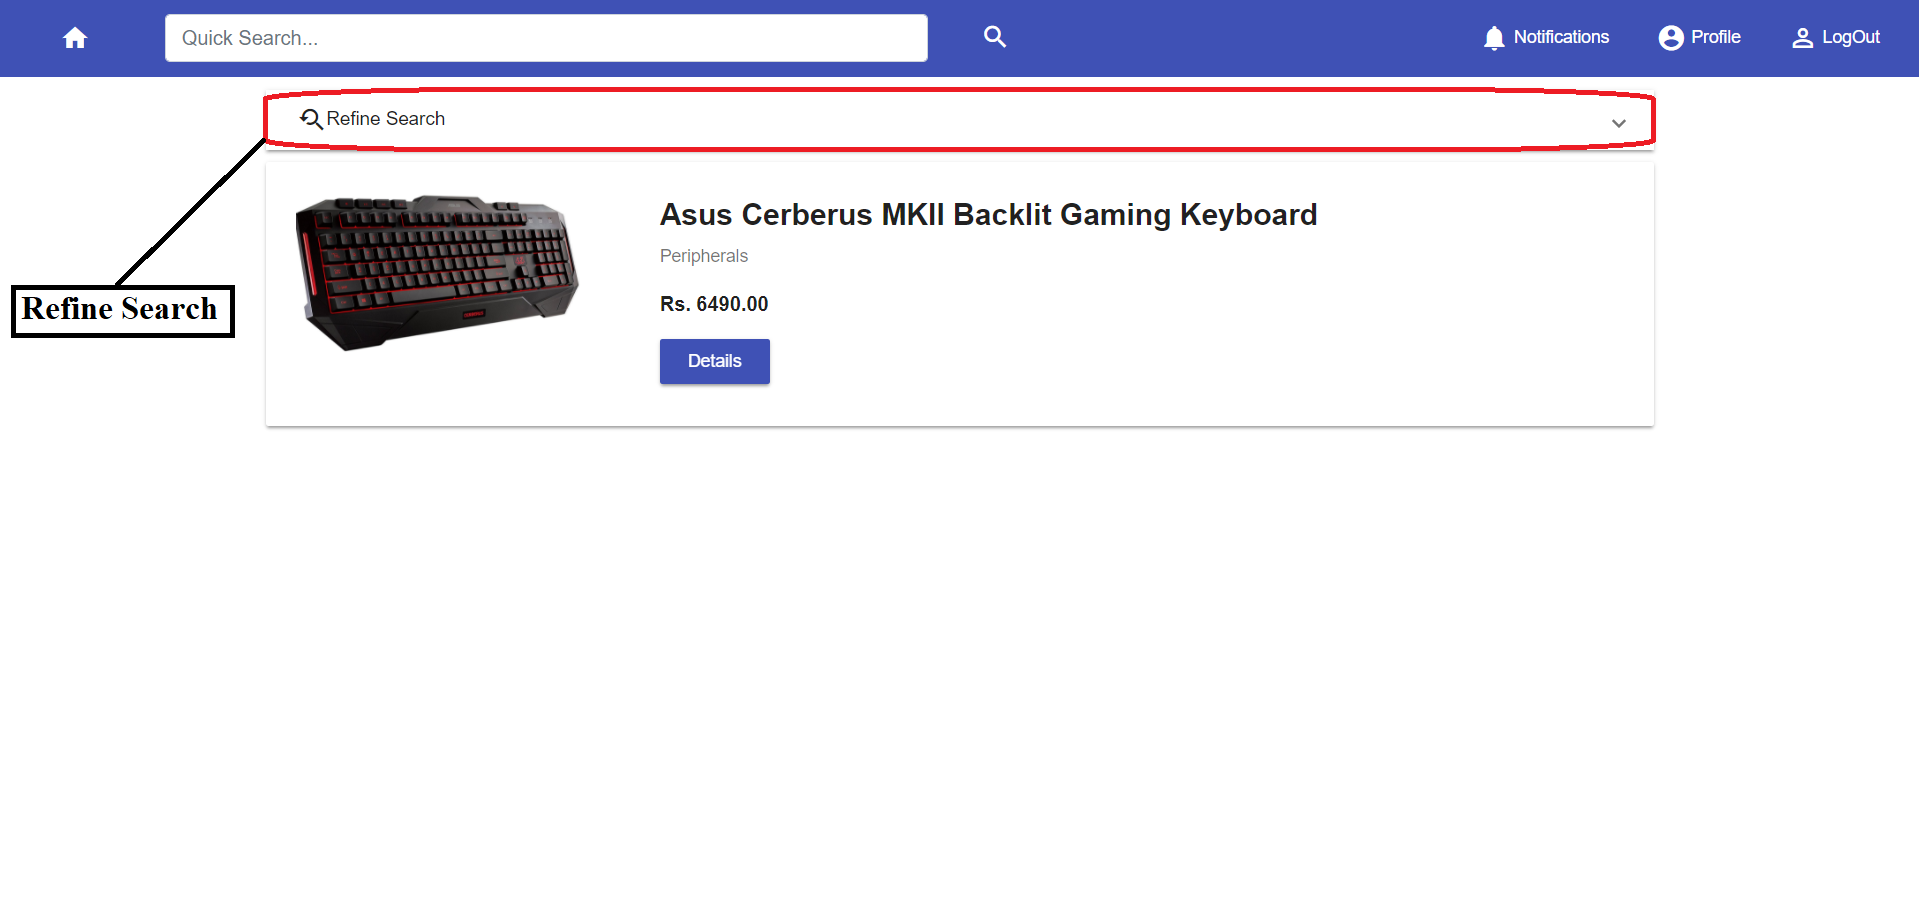 Quick Search...
Notifications
Profile
LogOut
Refine Search
Refine Search
Asus Cerberus MKII Backlit Gaming Keyboard
Peripherals
Rs. 6490.00
Details